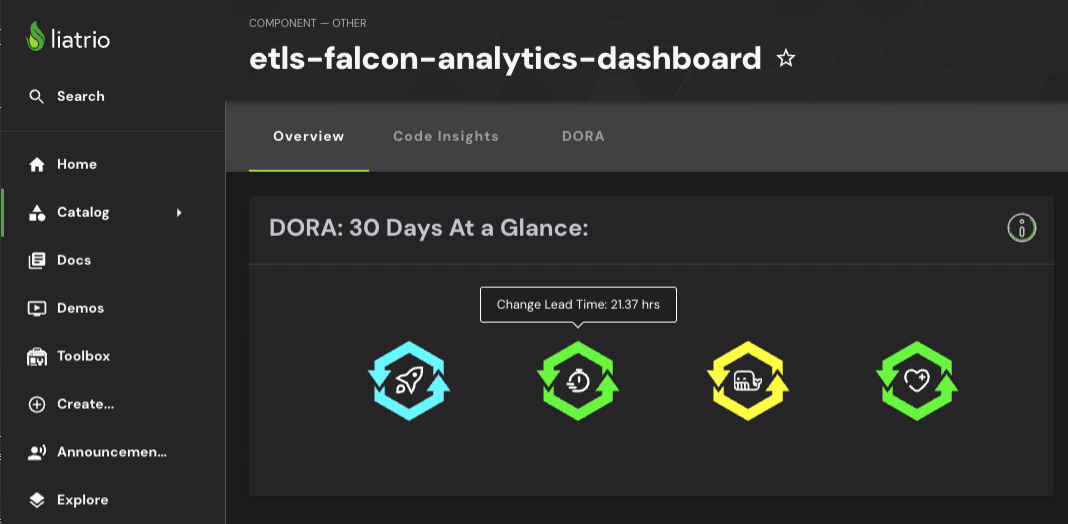 liatrio
Search
Home
Catalog
Docs
Demos
Toolbox
Create...
Announcemen...
Explore
COMPONENT — OTHER
etls-falcon-analytics-dashboard
Overview
Code Insights
DORA
DORA: 30 Days At a Glance:
Change Lead Time: 21.37 hrs